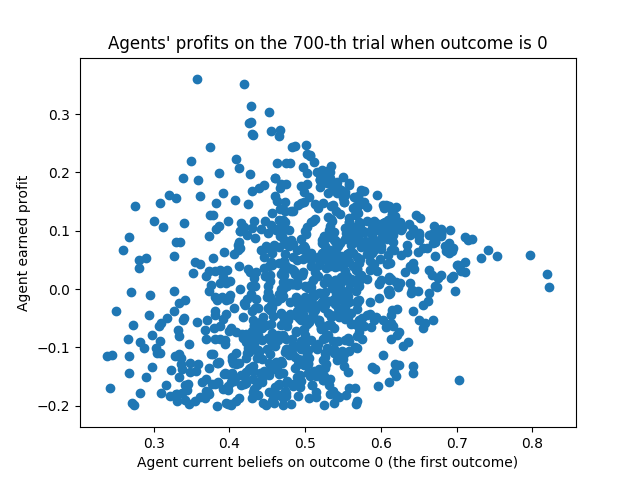 Agents' profits on the 700-th trial when outcome is 0
Agent earned profit
0.3
0.2
0.1
0.0
−0.1
−0.2
0.3 0.4 0.5 0.6 0.7 0.8
Agent current beliefs on outcome 0 (the first outcome)